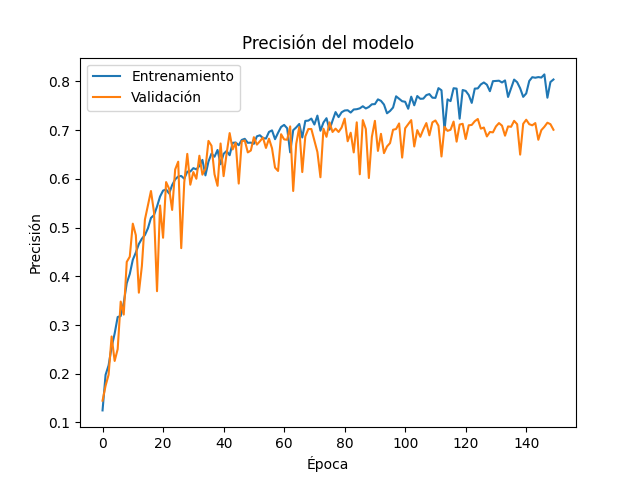 Precisión del modelo
Entrenamiento
Validación
Precisión
0.8
0.7
0.6
0.5
0.4
0.3
0.2
0.1
0 20 40 60 80 100 120 140
Época